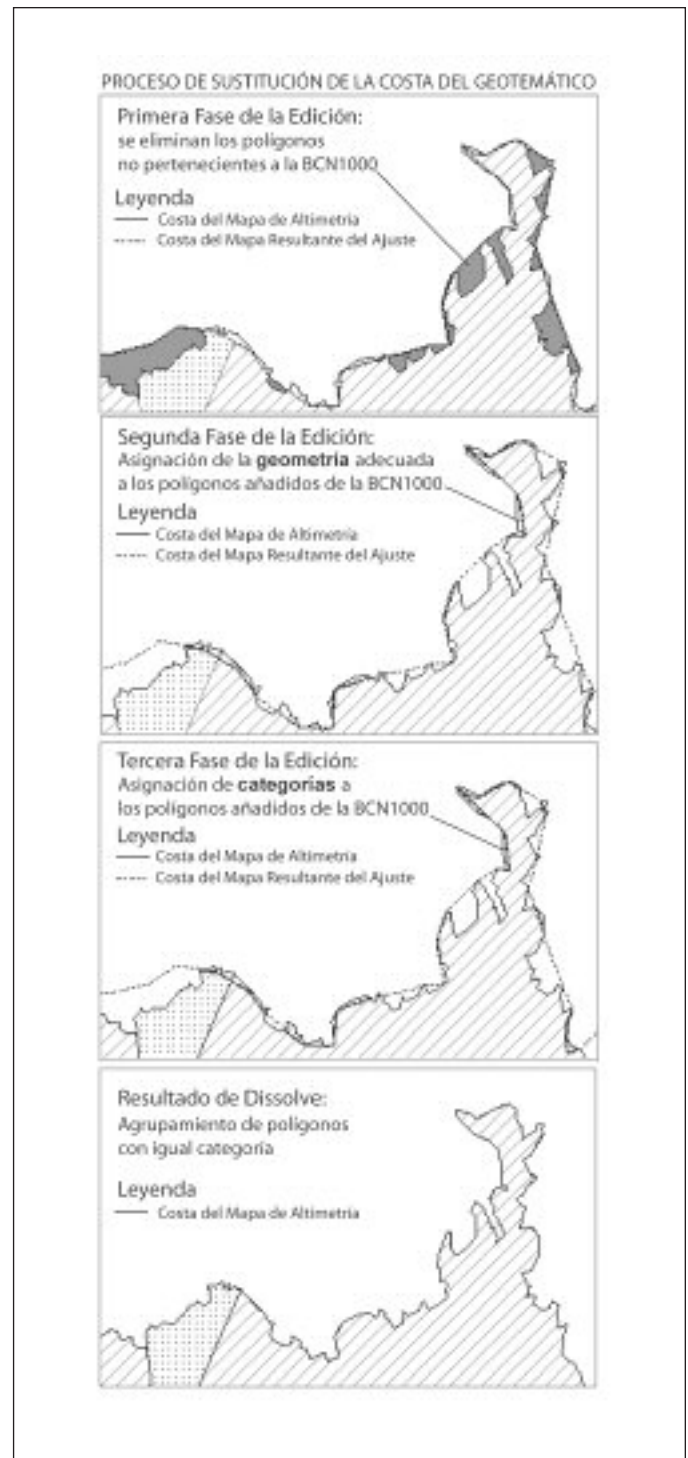 PROCESO DE SUSTITUCIÓN DE LA COSTA DEL GEOTEMÁTICO
Primera Fase de la Edición:
se eliminan los polígonos
no pertenecientes a la BCN1000
Leyenda
Costa del Mapa de Altimetría
Costa del Mapa Resultante del Ajuste
Segunda Fase de la Edición:
Asignación de la geometría adecuada
a los polígonos añadidos de la BCN1000
Leyenda
Costa del Mapa de Altimetría
Costa del Mapa Resultante del Ajuste
Tercera Fase de la Edición:
Asignación de categorías a
los polígonos añadidos de la BCN1000
Leyenda
Costa del Mapa de Altimetría
Costa del Mapa Resultante del Ajuste
Resultado de Dissolve:
Agrupamiento de polígonos
con igual categoría
Leyenda
Costa del Mapa de Altimetría